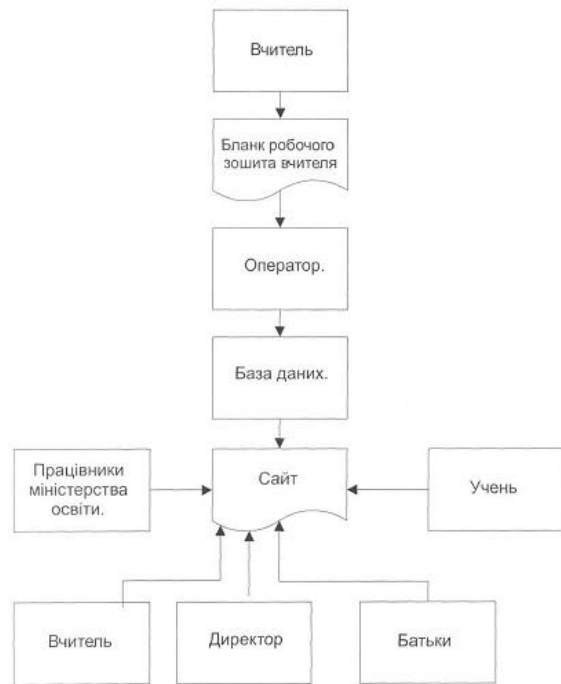 Вчитель
Бланк робочого
зошита вчителя
Оператор.
База даних.
Працівники
міністерства
освіти.
Сайт
Учень
Вчитель
Директор
Батьки